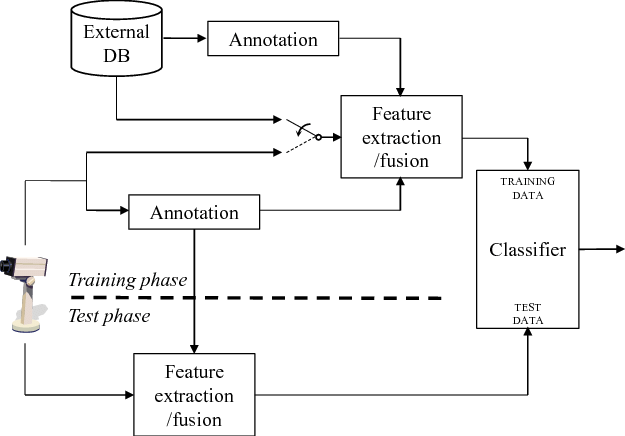 External
DB
Annotation
Feature
extraction
/fusion
TRAINING
DATA
Annotation
Classifier
Training phase
Test phase
TEST
DATA
Feature
extraction
/fusion